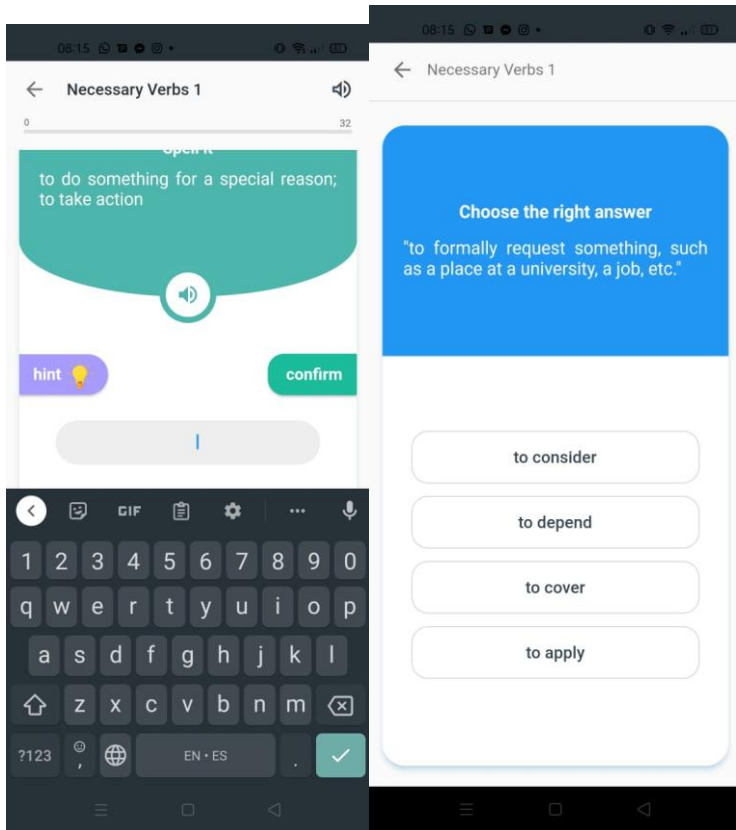 08:15
Necessary Verbs 1
0 32
Spell it
to do something for a special reason;
to take action
hint
confirm
GIF
1 2 3 4 5 6 7 8 9 0
q w e r t y u i o p
a s d f g h j k l
z x c v b n m
?123 , EN • ES .
08:15
Necessary Verbs 1
Choose the right answer
"to formally request something, such
as a place at a university, a job, etc."
to consider
to depend
to cover
to apply